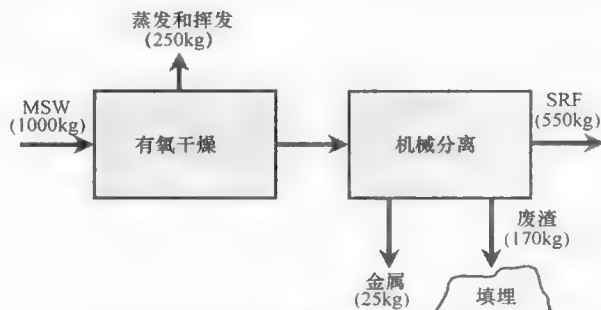 蒸发和挥发
(250kg)
MSW
(1000kg)
有氧干燥
机械分离
SRF
(550kg)
废渣
(170kg)
金属
(25kg)
填埋